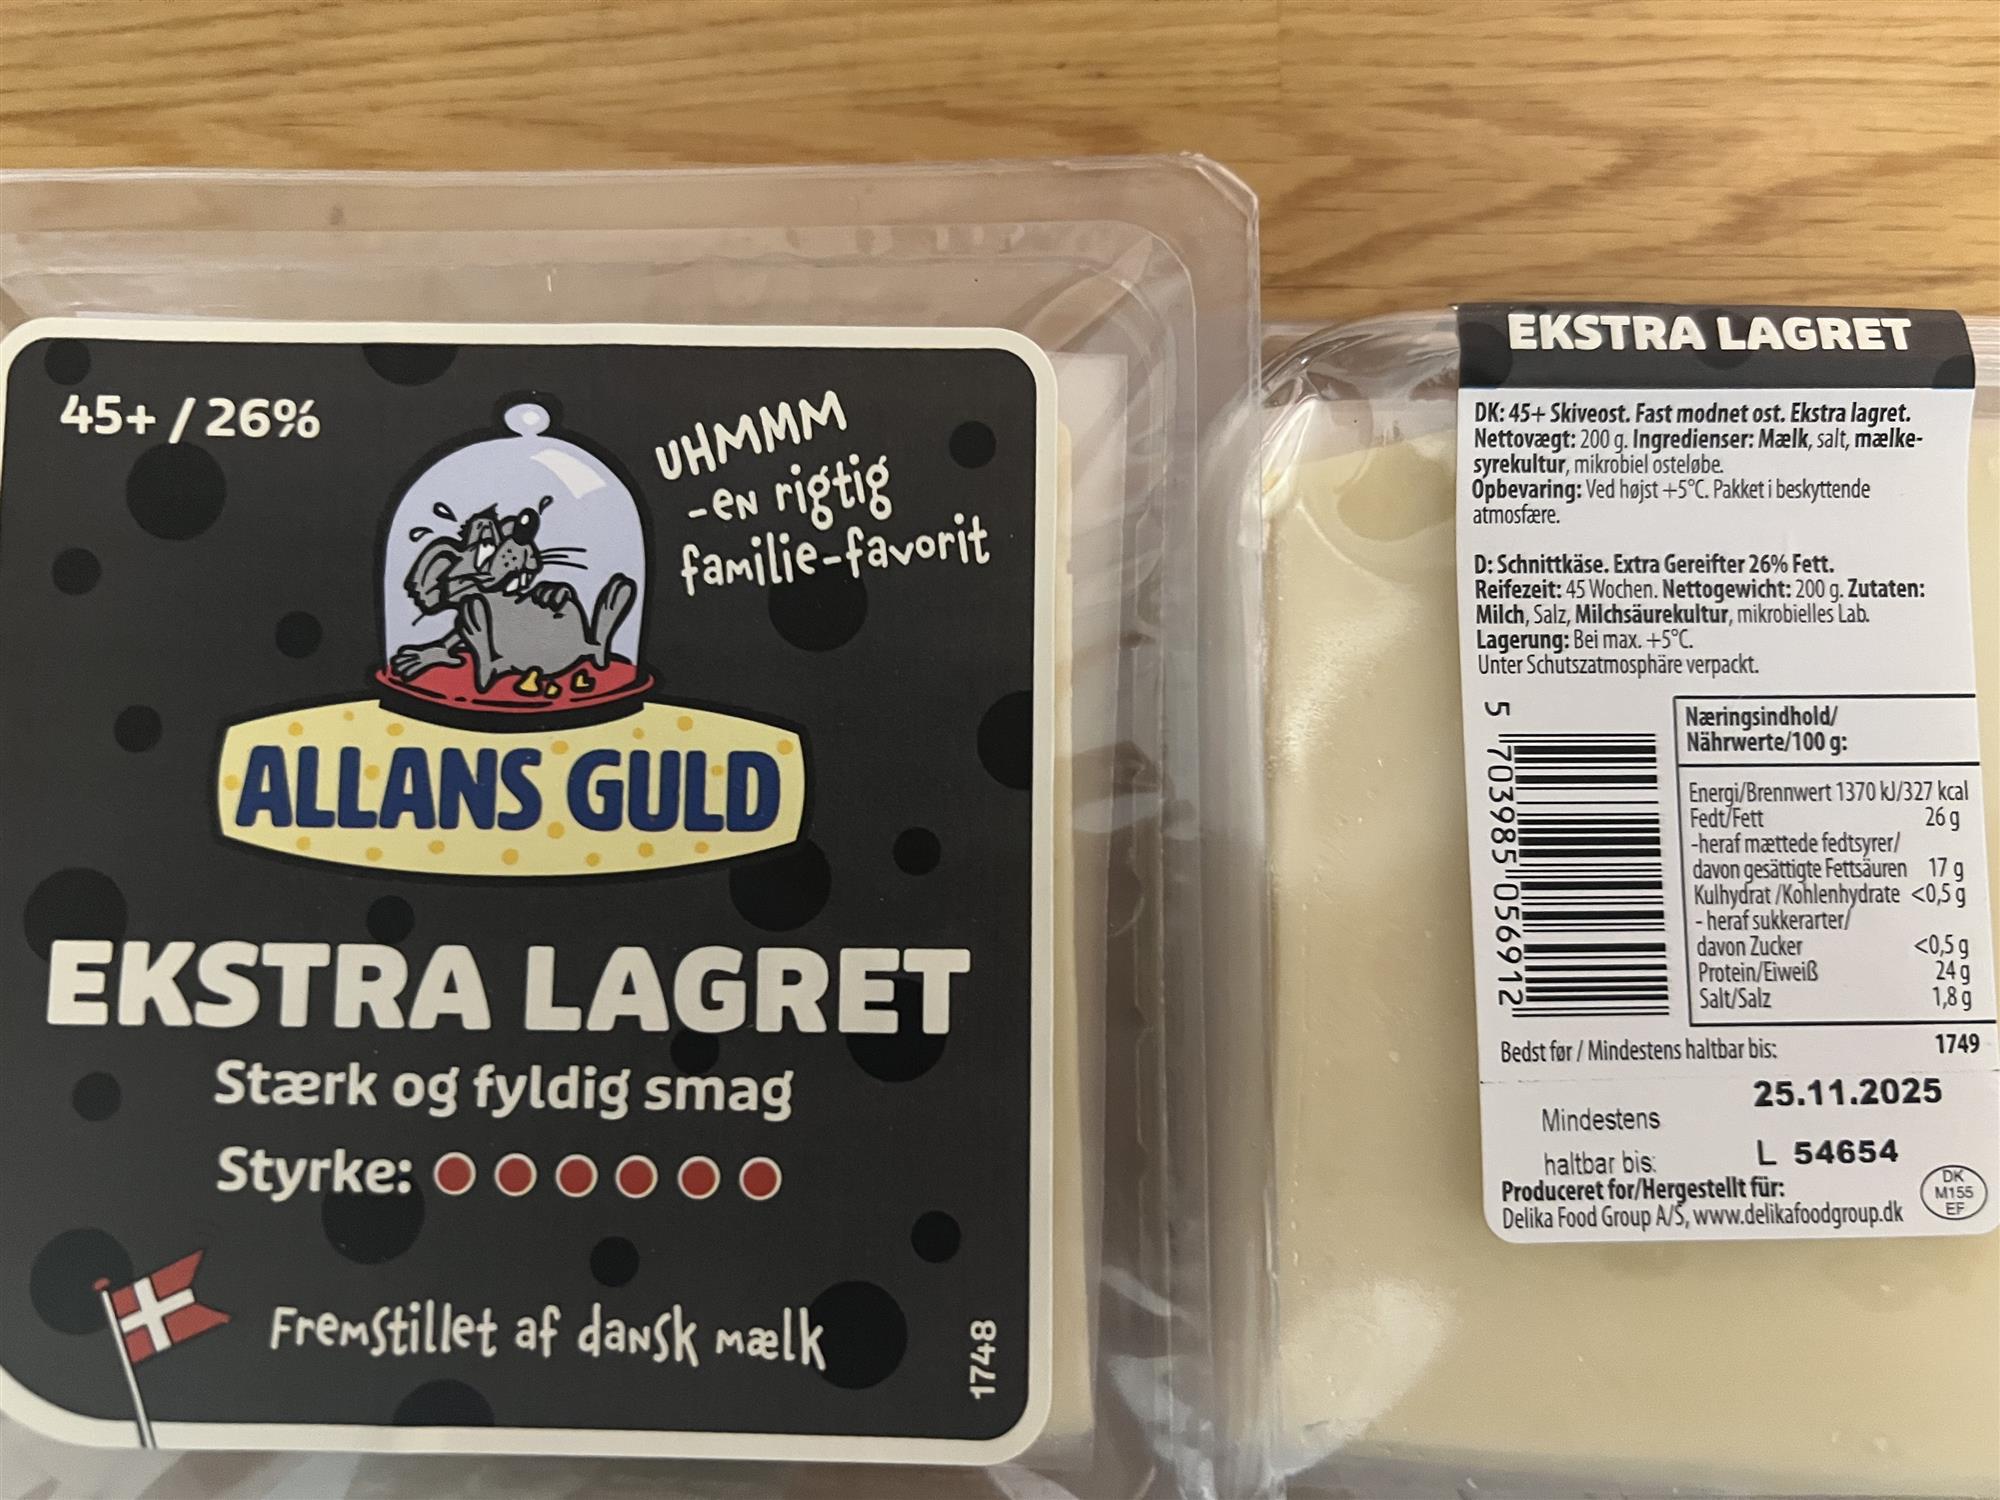 45+ / 26%
UHMMM
-en rigtig
familie-favorit
ALLANS GULD
EKSTRA LAGRET
Stærk og fyldig smag
Styrke:
Fremstillet af dansk mælk
1748
EKSTRA LAGRET
DK: 45+ Skiveost. Fast modnet ost. Ekstra lagret.
Nettovægt: 200 g. Ingredienser: Mælk, salt, mælke-
syrekultur, mikrobiel osteløbe.
Opbevaring: Ved højst +5°C. Pakket i beskyttende
atmosfære.
D: Schnittkäse. Extra Gereifter 26% Fett.
Reifezeit: 45 Wochen. Nettogewicht: 200 g. Zutaten:
Milch, Salz, Milchsäurekultur, mikrobielles Lab.
Lagerung: Bei max. +5°C.
Unter Schutszatmosphäre verpackt.
5 703985 056912
Næringsindhold/
Nährwerte/100 g:
Energi/Brennwert 1370 kJ/327 kcal
Fedt/Fett 26 g
-heraf mættede fedtsyrer/
davon gesättigte Fettsäuren 17 g
Kulhydrat /Kohlenhydrate <0,5 g
- heraf sukkerarter/
davon Zucker <0,5 g
Protein/Eiweiß 24 g
Salt/Salz 1,8 g
Bedst før / Mindestens haltbar bis: 1749
25.11.2025
Mindestens
L 54654
haltbar bis:
Produceret for/Hergestellt für:
Delika Food Group A/S, www.delikafoodgroup.dk
DK
M155
EF